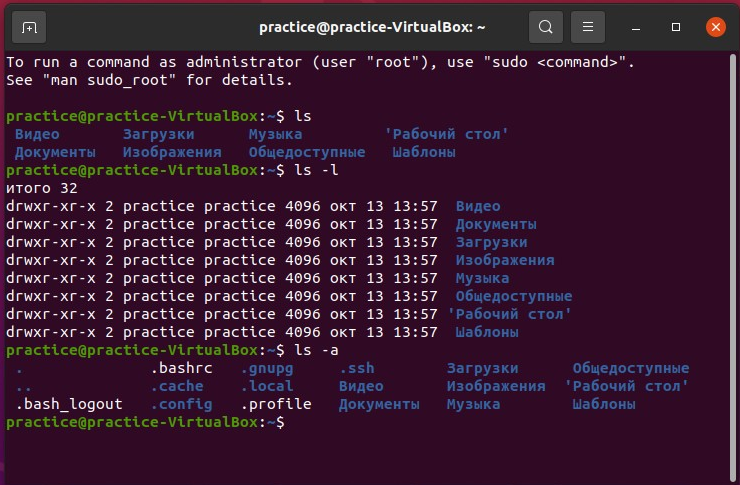 practice@practice-VirtualBox: ~
To run a command as administrator (user "root"), use "sudo <command>".
See "man sudo_root" for details.
practice@practice-VirtualBox:~$ ls
Видео Загрузки Музыка 'Рабочий стол'
Документы Изображения Общедоступные Шаблоны
practice@practice-VirtualBox:~$ ls -l
итого 32
drwxr-xr-x 2 practice practice 4096 окт 13 13:57 Видео
drwxr-xr-x 2 practice practice 4096 окт 13 13:57 Документы
drwxr-xr-x 2 practice practice 4096 окт 13 13:57 Загрузки
drwxr-xr-x 2 practice practice 4096 окт 13 13:57 Изображения
drwxr-xr-x 2 practice practice 4096 окт 13 13:57 Музыка
drwxr-xr-x 2 practice practice 4096 окт 13 13:57 Общедоступные
drwxr-xr-x 2 practice practice 4096 окт 13 13:57 'Рабочий стол'
drwxr-xr-x 2 practice practice 4096 окт 13 13:57 Шаблоны
practice@practice-VirtualBox:~$ ls -a
. .bashrc .gnupg .ssh Загрузки Общедоступные
.. .cache .local Видео Изображения 'Рабочий стол'
.bash_logout .config .profile Документы Музыка Шаблоны
practice@practice-VirtualBox:~$